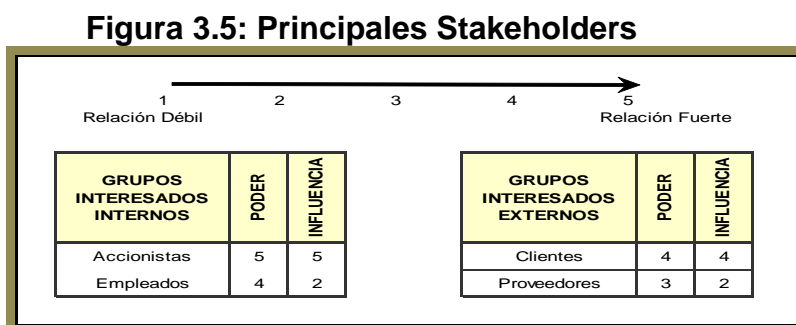 Figura 3.5: Principales Stakeholders
1 2 3 4 5
Relación Débil Relación Fuerte
GRUPOS
INTERESADOS
INTERNOS
PODER
INFLUENCIA
Accionistas 5 5
Empleados 4 2
GRUPOS
INTERESADOS
EXTERNOS
PODER
INFLUENCIA
Clientes 4 4
Proveedores 3 2